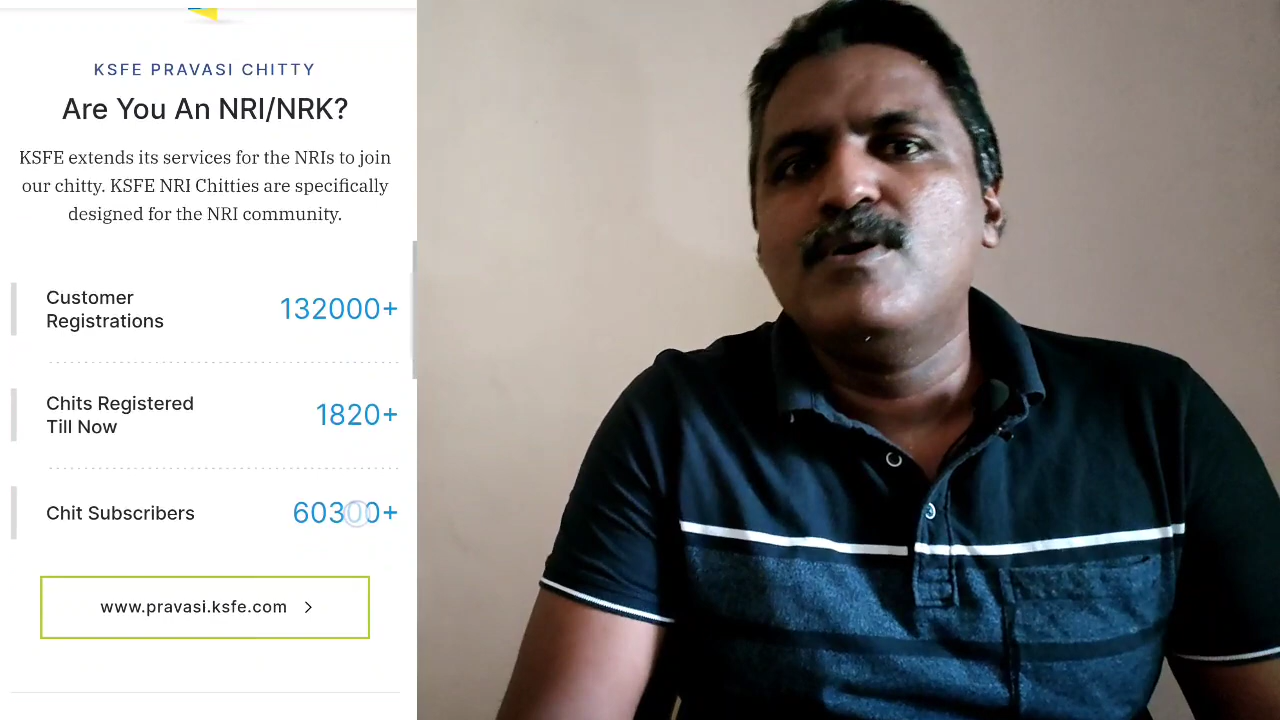 KSFE PRAVASI CHITTY
Are You An NRI/NRK?
KSFE extends its services for the NRIs to join
our chitty. KSFE NRI Chitties are specifically
designed for the NRI community.
Customer
Registrations
132000+
Chits Registered
Till Now
1820+
Chit Subscribers
60300+
www.pravasi.ksfe.com